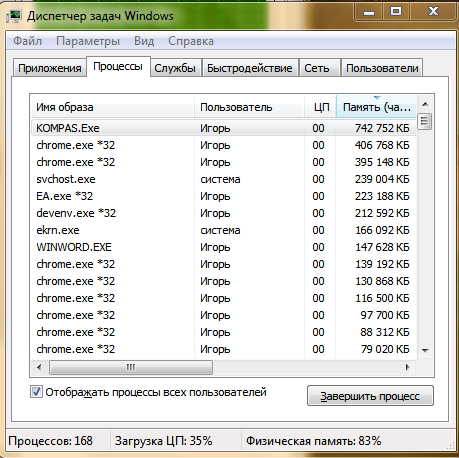 Диспетчер задач Windows
Файл Параметры Вид Справка
Приложения Процессы Службы Быстродействие Сеть Пользователи
Имя образа Пользователь ЦП Память (ча...
KOMPAS.Exe Игорь 00 742 752 КБ
chrome.exe *32 Игорь 00 406 768 КБ
chrome.exe *32 Игорь 00 395 148 КБ
svchost.exe система 00 239 004 КБ
EA.exe *32 Игорь 00 223 188 КБ
devenv.exe *32 Игорь 00 212 592 КБ
ekrn.exe система 00 166 092 КБ
WINWORD.EXE Игорь 00 147 628 КБ
chrome.exe *32 Игорь 00 139 192 КБ
chrome.exe *32 Игорь 00 130 868 КБ
chrome.exe *32 Игорь 00 116 500 КБ
chrome.exe *32 Игорь 00 97 700 КБ
chrome.exe *32 Игорь 00 88 312 КБ
chrome.exe *32 Игорь 00 79 020 КБ
Отображать процессы всех пользователей Завершить процесс
Процессов: 168 Загрузка ЦП: 35% Физическая память: 83%